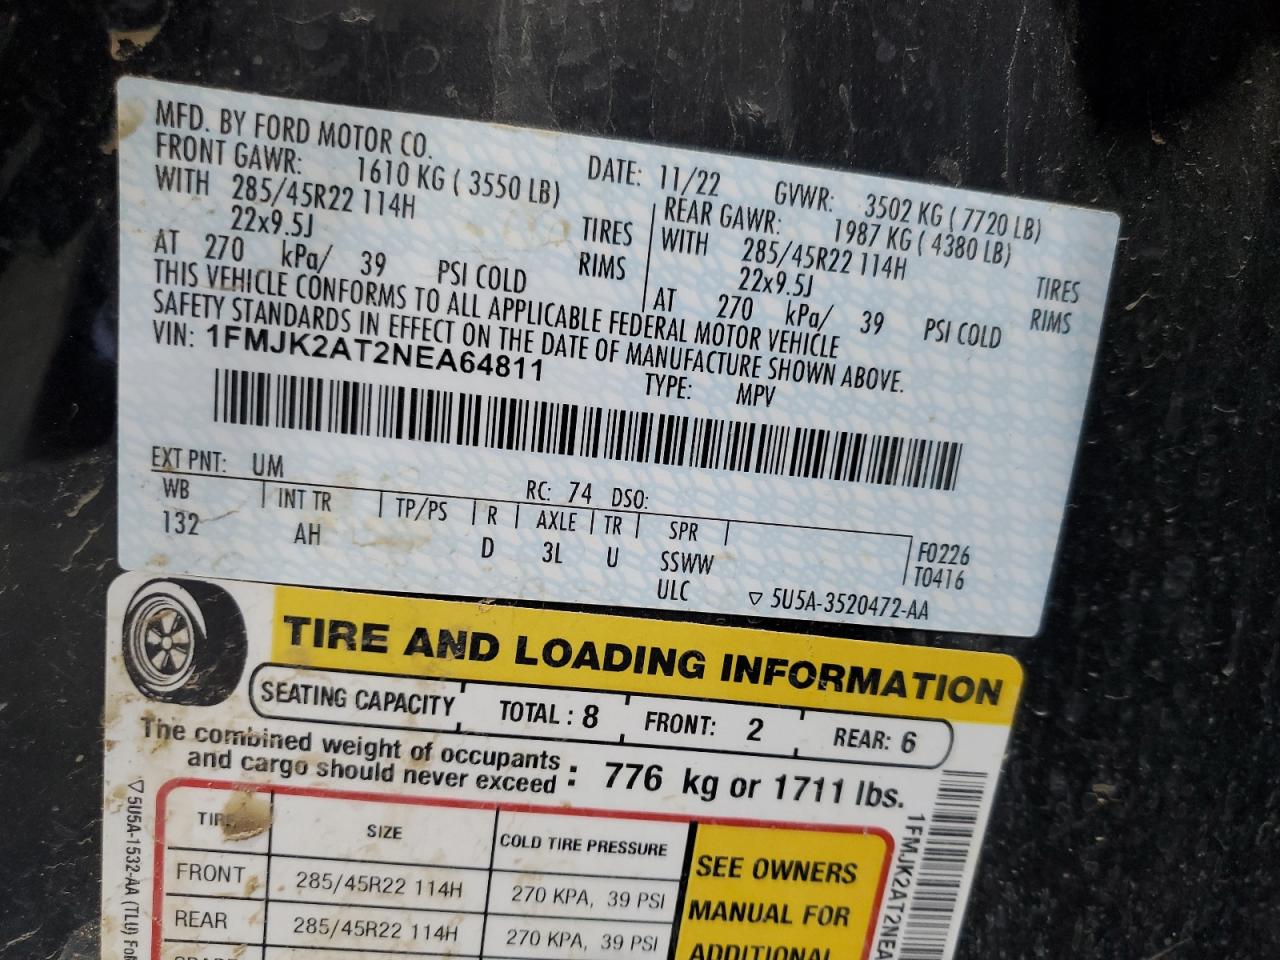 MFD. BY FORD MOTOR CO.
DATE: 11/22 GVWR: 3502 KG ( 7720 LB)
FRONT GAWR: 1610 KG ( 3550 LB) REAR GAWR: 1987 KG ( 4380 LB)
WITH 285/45R22 114H TIRES WITH 285/45R22 114H TIRES
22x9.5J RIMS 22x9.5J RIMS
AT 270 kPa/ 39 PSI COLD AT 270 kPa/ 39 PSI COLD
THIS VEHICLE CONFORMS TO ALL APPLICABLE FEDERAL MOTOR VEHICLE
SAFETY STANDARDS IN EFFECT ON THE DATE OF MANUFACTURE SHOWN ABOVE.
VIN: 1FMJK2AT2NEA64811
TYPE: MPV
EXT PNT: UM RC: 74 DSO:
WB INT TR TP/PS R AXLE TR SPR
132 AH D 3L U SSWW F0226
ULC T0416
▽ 5U5A-3520472-AA
TIRE AND LOADING INFORMATION
SEATING CAPACITY TOTAL : 8 FRONT: 2 REAR: 6
The combined weight of occupants
and cargo should never exceed : 776 kg or 1711 lbs.
TIRE SIZE COLD TIRE PRESSURE
FRONT 285/45R22 114H 270 KPA, 39 PSI
REAR 285/45R22 114H 270 KPA, 39 PSI
SEE OWNERS
MANUAL FOR
ADDITIONAL
▽5U5A-1532-AA (TLU)
1FMJK2AT2NEA